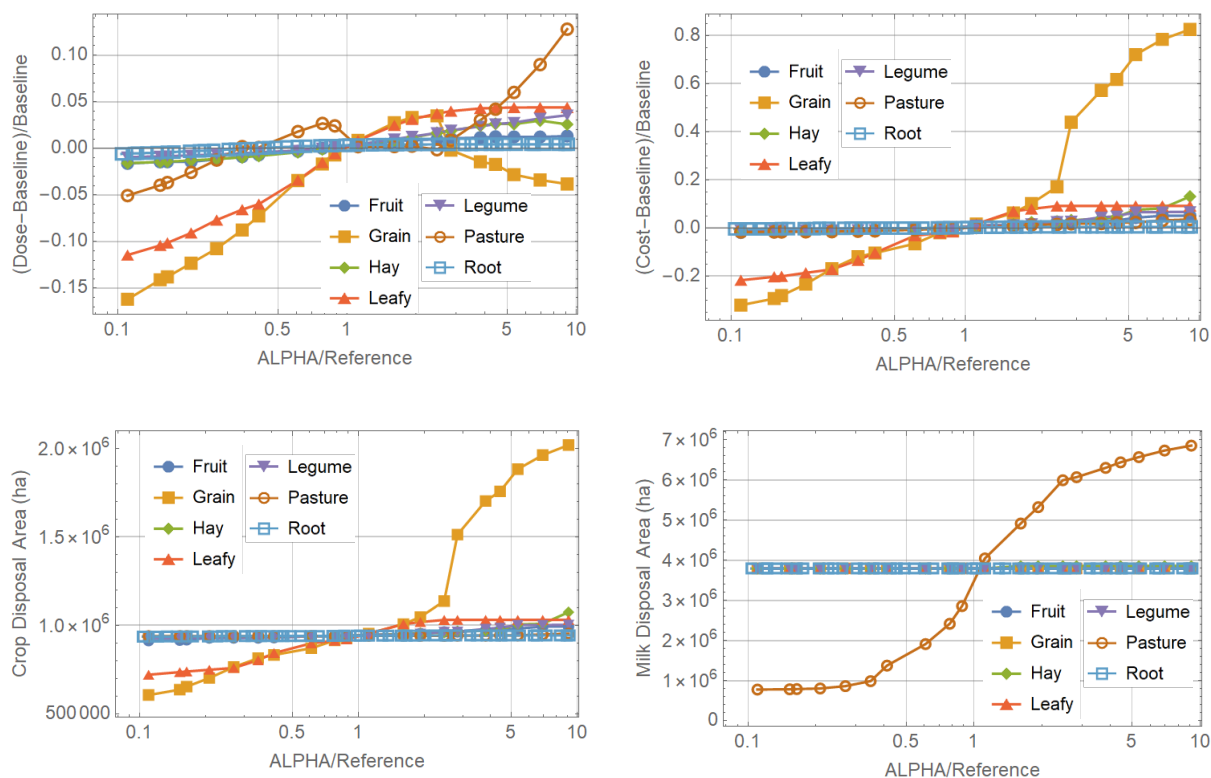 (Dose-Baseline)/Baseline
0.10
0.05
0.00
-0.05
-0.10
-0.15
Fruit
Grain
Hay
Leafy
Legume
Pasture
Root
0.1
0.5
1
5
10
ALPHA/Reference
(Cost-Baseline)/Baseline
0.8
0.6
0.4
0.2
0.0
-0.2
Fruit
Grain
Hay
Leafy
Legume
Pasture
Root
0.1
0.5
1
5
10
ALPHA/Reference
Crop Disposal Area (ha)
2.0 × 10⁶
1.5 × 10⁶
1.0 × 10⁶
500 000
Fruit
Grain
Hay
Leafy
Legume
Pasture
Root
0.1
0.5
1
5
10
ALPHA/Reference
Milk Disposal Area (ha)
7 × 10⁶
6 × 10⁶
5 × 10⁶
4 × 10⁶
3 × 10⁶
2 × 10⁶
1 × 10⁶
0
Fruit
Grain
Hay
Leafy
Legume
Pasture
Root
0.1
0.5
1
5
10
ALPHA/Reference